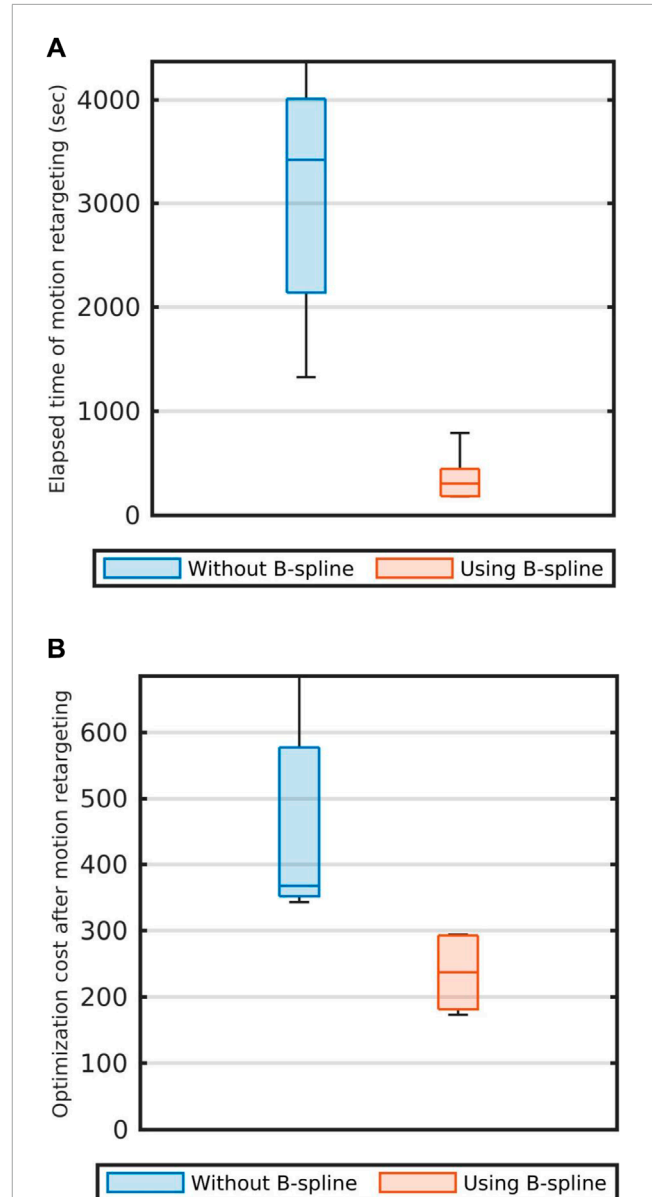 A
Elapsed time of motion retargeting (sec)
4000
3000
2000
1000
0
Without B-spline Using B-spline
B
Optimization cost after motion retargeting
600
500
400
300
200
100
0
Without B-spline Using B-spline